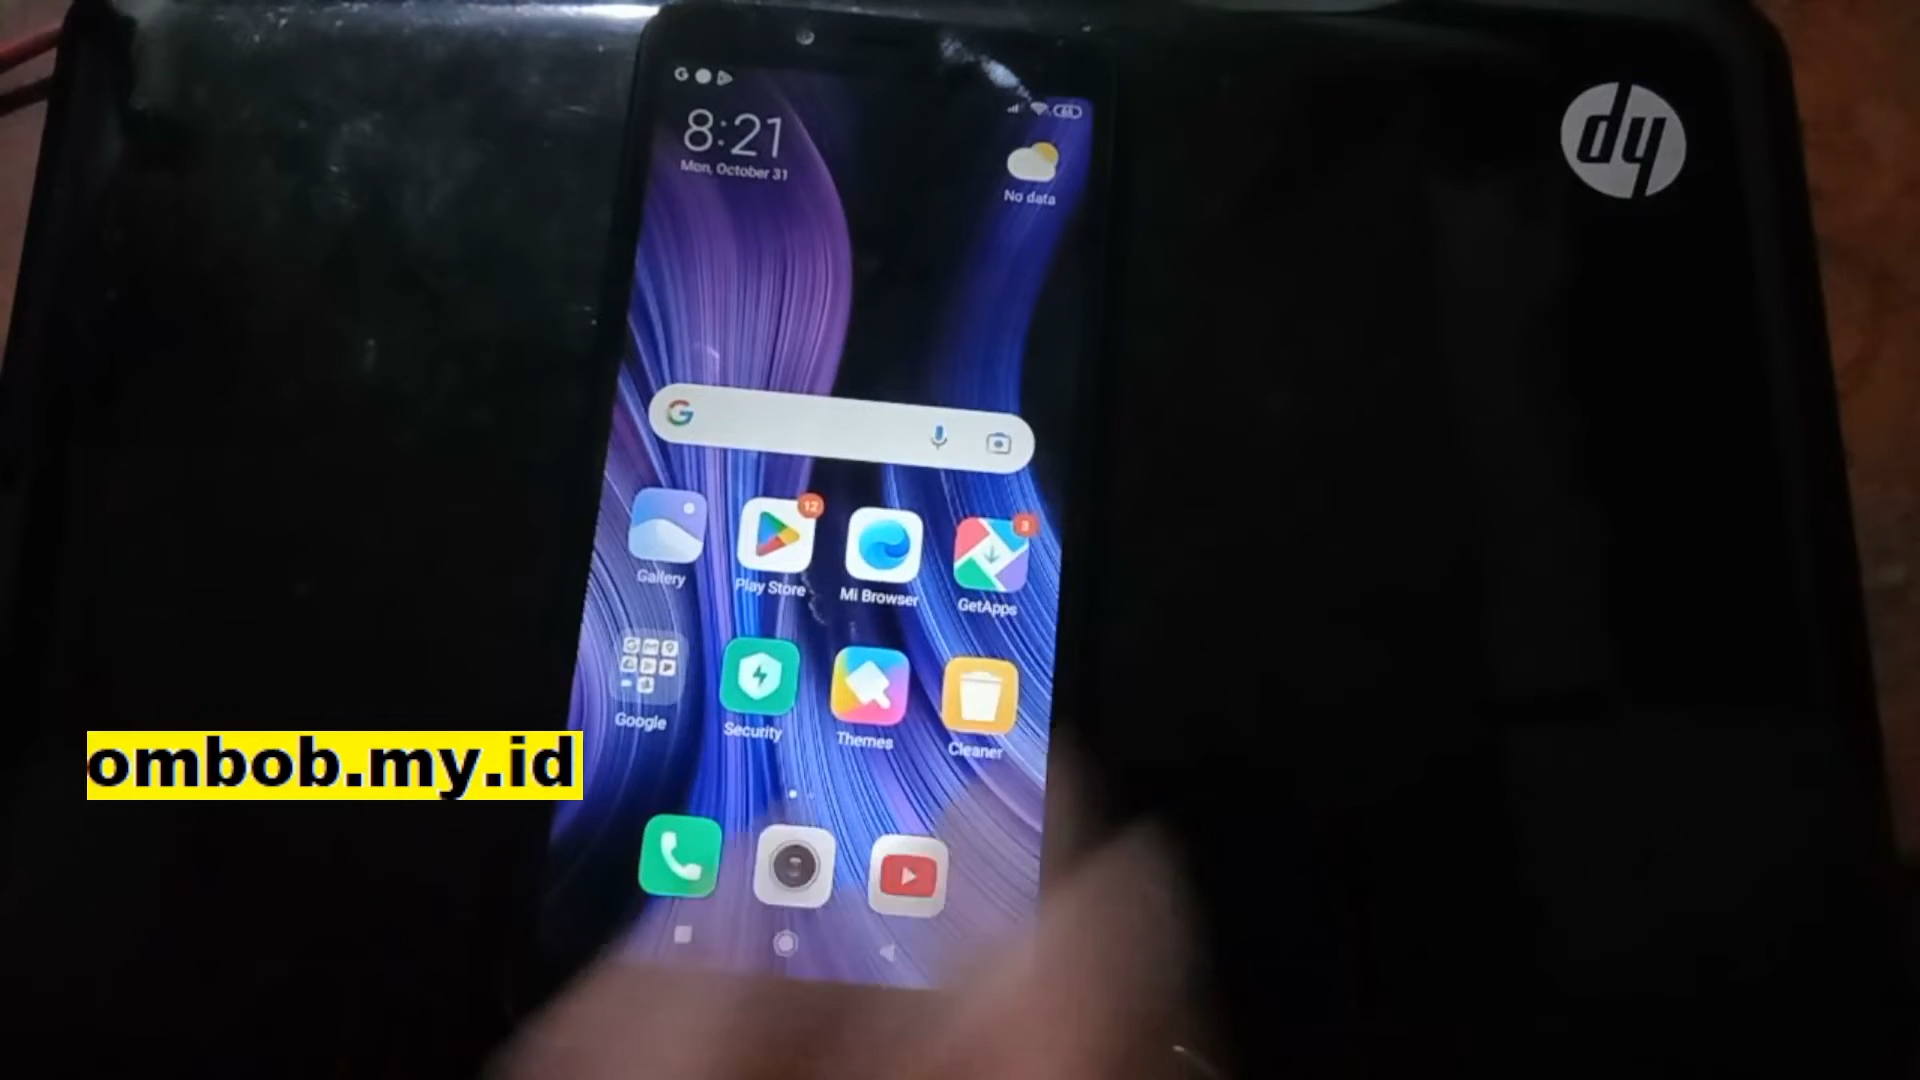 8:21
Mon, October 31
No data
hp
12
3
Gallery
Play Store
Mi Browser
GetApps
Google
Security
Themes
Cleaner
ombob.my.id